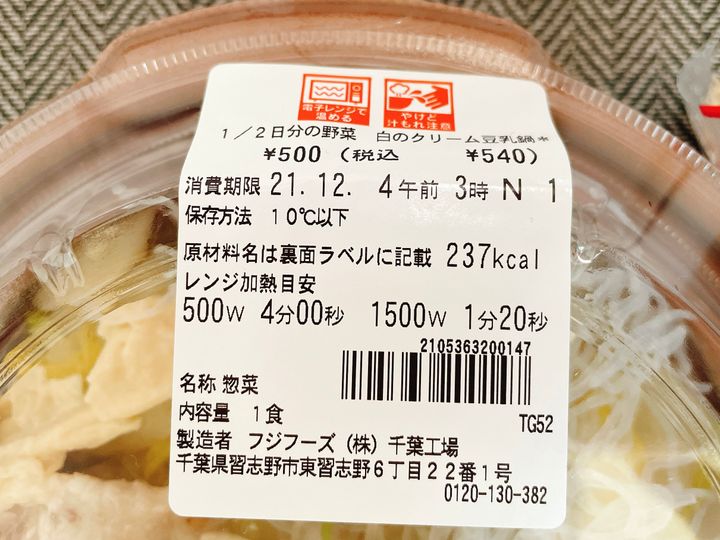 電子レンジで
温める
やけど
汁もれ注意
1/2日分の野菜 白のクリーム豆乳鍋*
¥500(税込 ¥540)
消費期限 21.12. 4午前 3時 N 1
保存方法 10℃以下
原材料名は裏面ラベルに記載 237kcal
レンジ加熱目安
500W 4分00秒 1500W 1分20秒
2105363200147
名称 惣菜
内容量 1食
TG52
製造者 フジフーズ(株)千葉工場
千葉県習志野市東習志野6丁目22番1号
0120-130-382